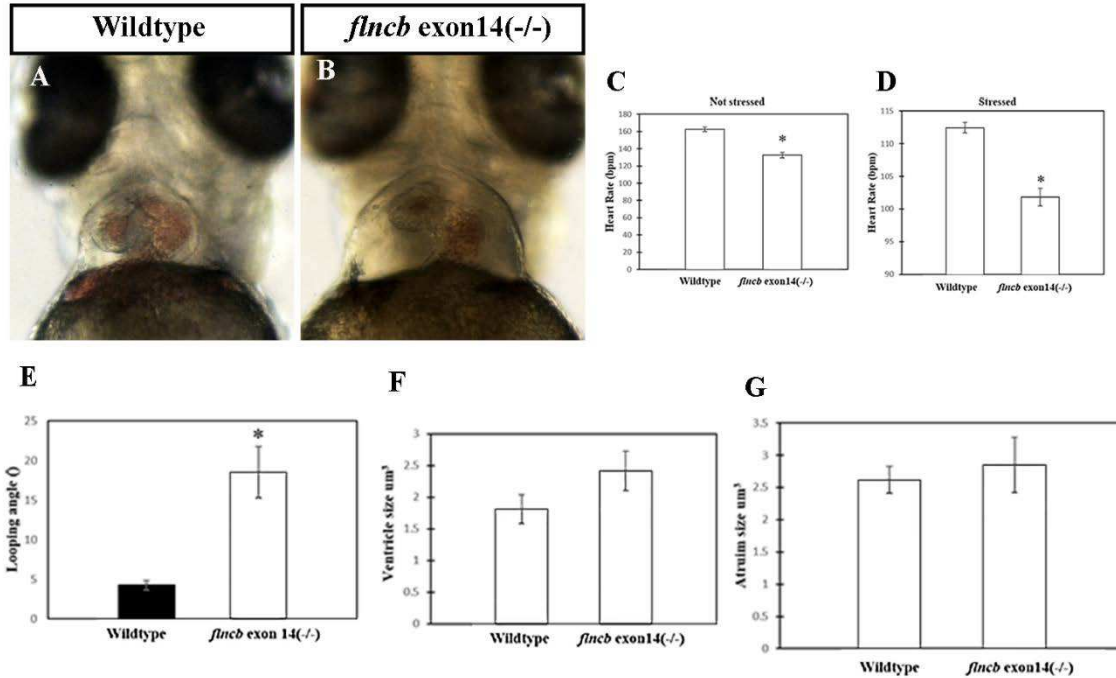 Wildtype
flncb exon14(-/-)
A
B
C
Not stressed
Heart Rate (bpm)
180
160
140
120
100
80
60
40
20
0
*
Wildtype
flncb exon14(-/-)
D
Stressed
Heart Rate (bpm)
115
110
105
100
95
90
*
Wildtype
flncb exon14(-/-)
E
Looping angle ()
25
20
15
10
5
0
*
Wildtype
flncb exon 14(-/-)
F
Ventricle size um³
3
2.5
2
1.5
1
0.5
0
Wildtype
flncb exon14(-/-)
G
Atruim size um³
3.5
3
2.5
2
1.5
1
0.5
0
Wildtype
flncb exon14(-/-)